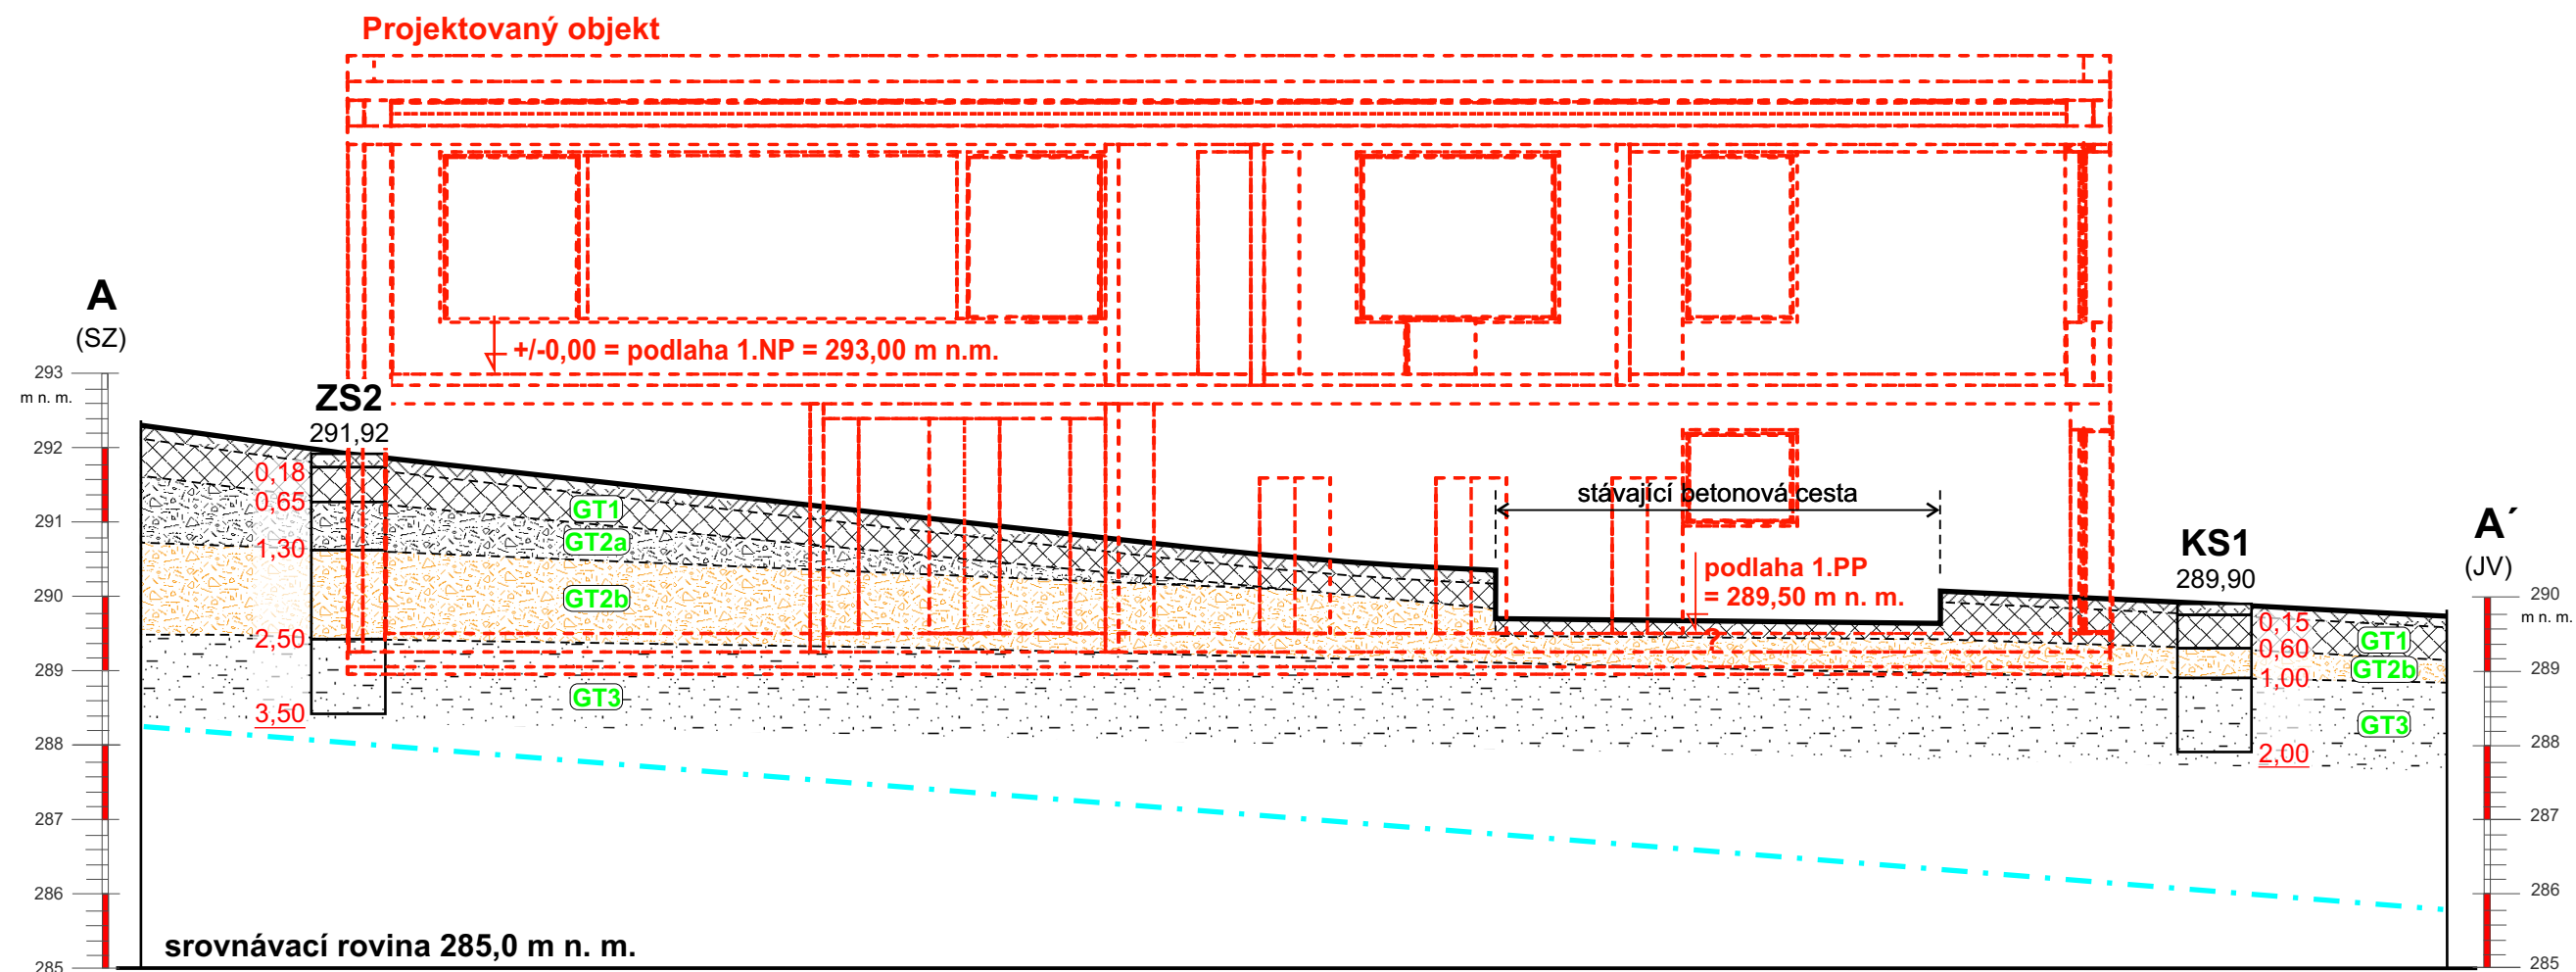 Projektovaný objekt
A
(SZ)
+/-0,00 = podlaha 1.NP = 293,00 m n.m.
293
m n. m.
292
291
290
289
288
287
286
285
ZS2
291,92
0,18
0,65
1,30
2,50
3,50
GT1
GT2a
GT2b
GT3
stávající betonová cesta
podlaha 1.PP
= 289,50 m n. m.
?
KS1
289,90
0,15
0,60
1,00
2,00
GT1
GT2b
GT3
A´
(JV)
290
m n. m.
289
288
287
286
285
srovnávací rovina 285,0 m n. m.